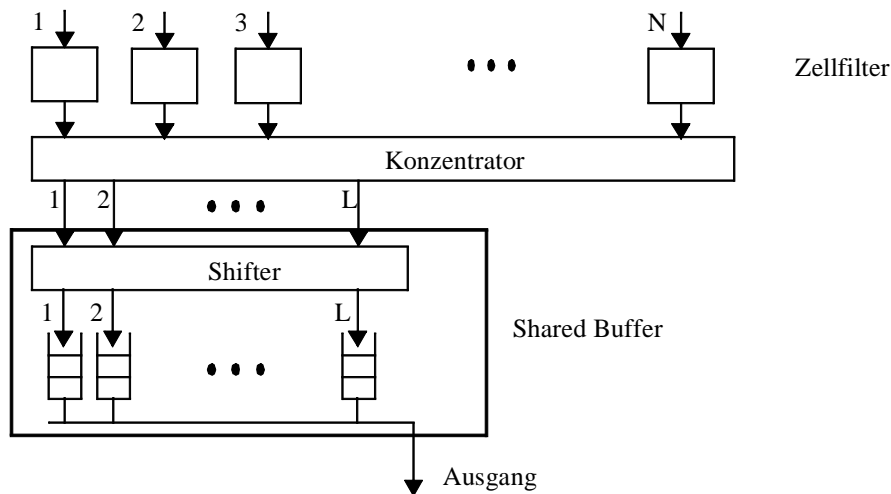 1 2 3 N
Zellfilter
Konzentrator
1 2 L
Shifter
1 2 L
Shared Buffer
Ausgang